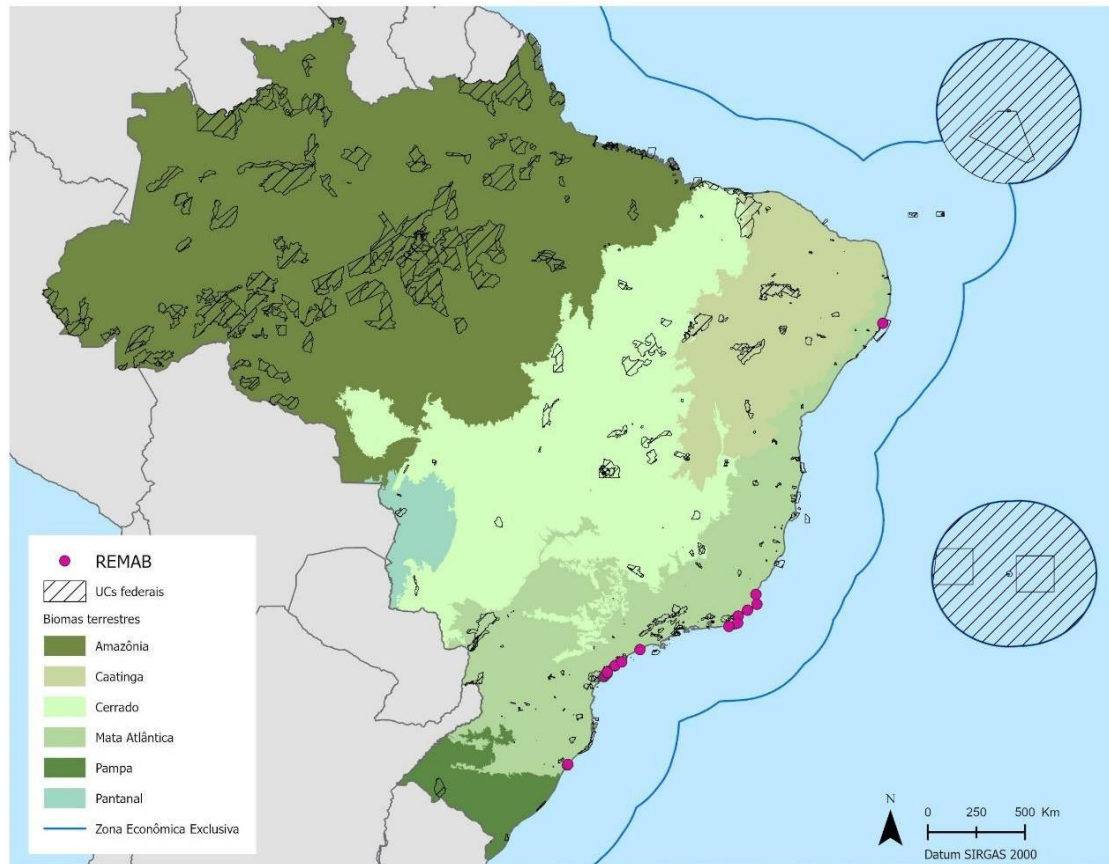 REMAB
UCs federais
Biomas terrestres
Amazônia
Caatinga
Cerrado
Mata Atlântica
Pampa
Pantanal
Zona Econômica Exclusiva
N
0 250 500 Km
Datum SIRGAS 2000